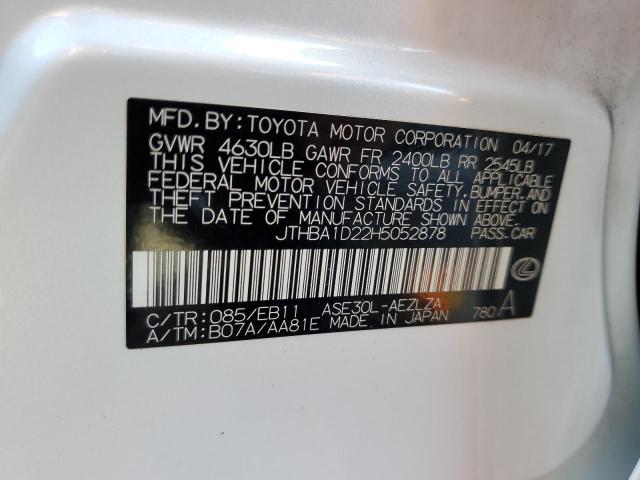 MFD. BY: TOYOTA MOTOR CORPORATION 04/17
GVWR 4630LB GAWR FR 2400LB RR 2545LB
THIS VEHICLE CONFORMS TO ALL APPLICABLE
FEDERAL MOTOR VEHICLE SAFETY, BUMPER, AND
THEFT PREVENTION STANDARDS IN EFFECT ON
THE DATE OF MANUFACTURE SHOWN ABOVE.
JTHBA1D22H5052878 PASS. CAR
C/TR: 085/EB11 ASE30L-AEZLZA
A/TM: B07A/AA81E MADE IN JAPAN 780 A